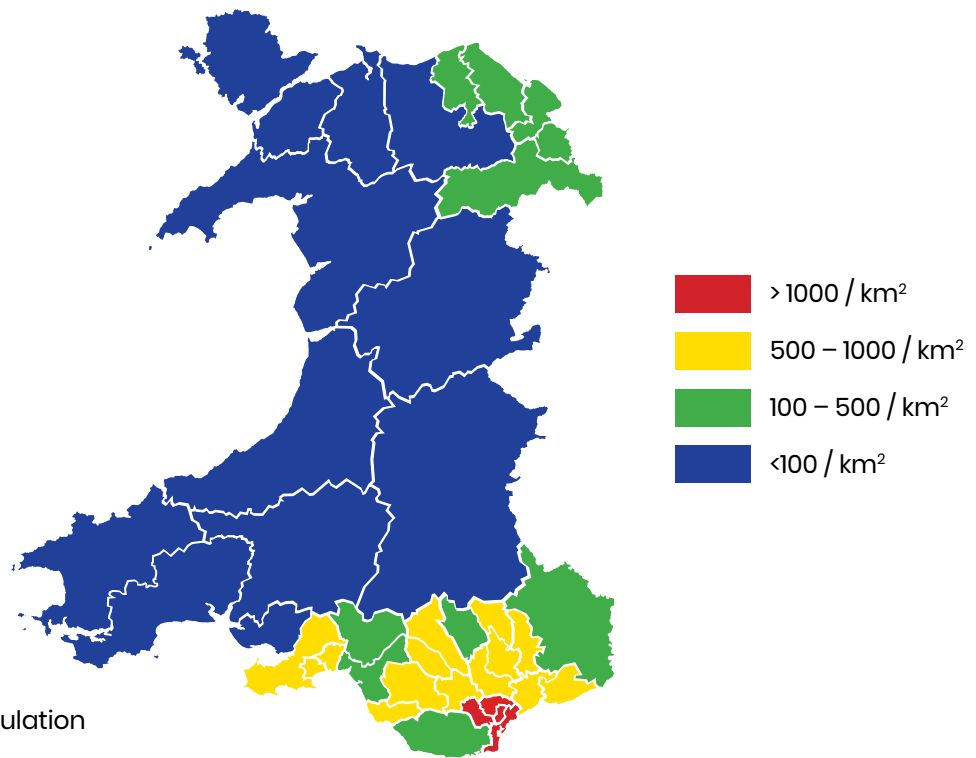 > 1000 / km²
500 – 1000 / km²
100 – 500 / km²
<100 / km²
ulation